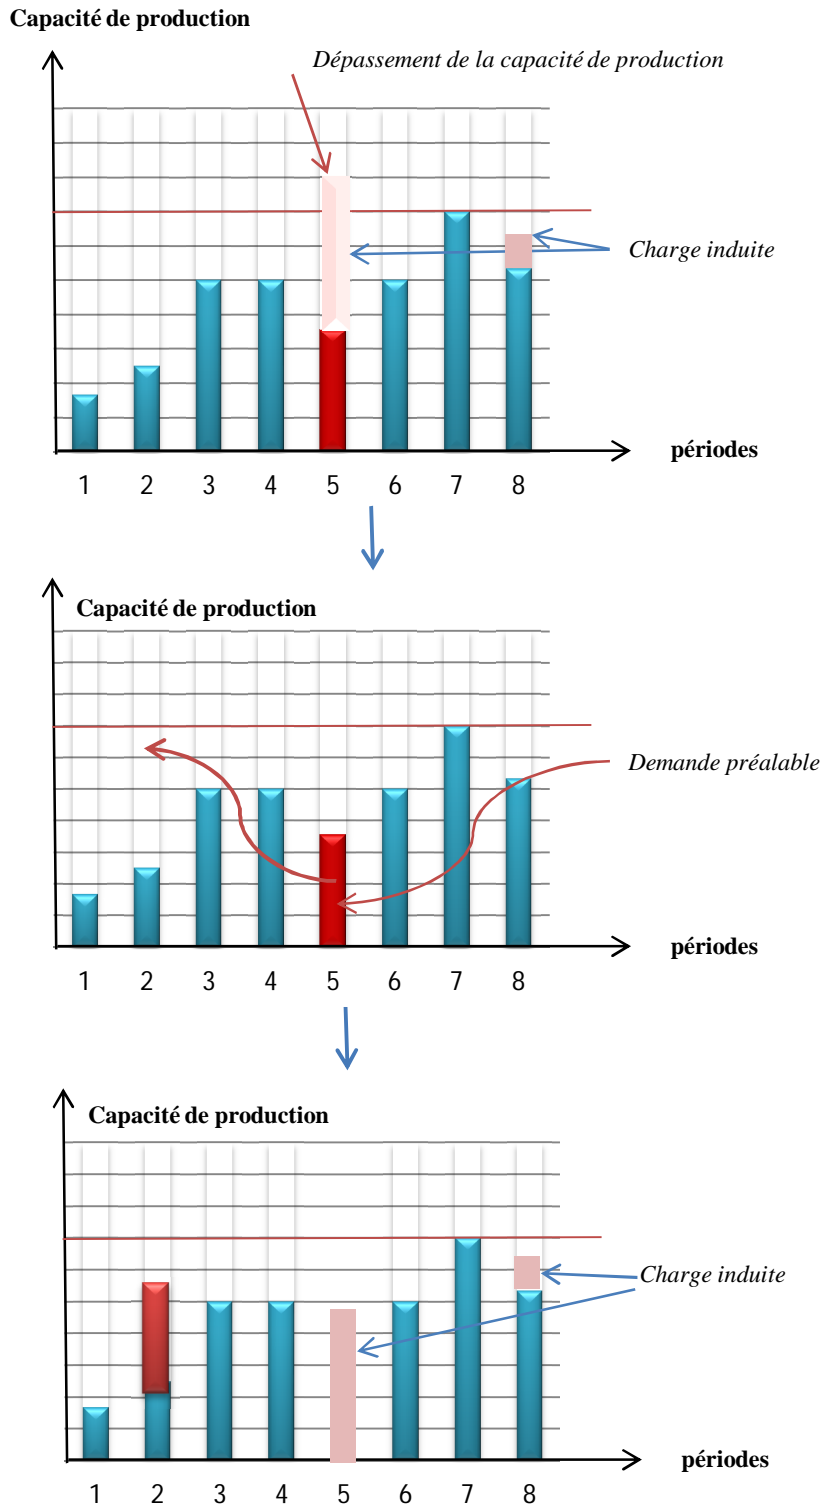 Capacité de production
Dépassement de la capacité de production
Charge induite
périodes
1 2 3 4 5 6 7 8
Capacité de production
Demande préalable
périodes
1 2 3 4 5 6 7 8
Capacité de production
Charge induite
périodes
1 2 3 4 5 6 7 8